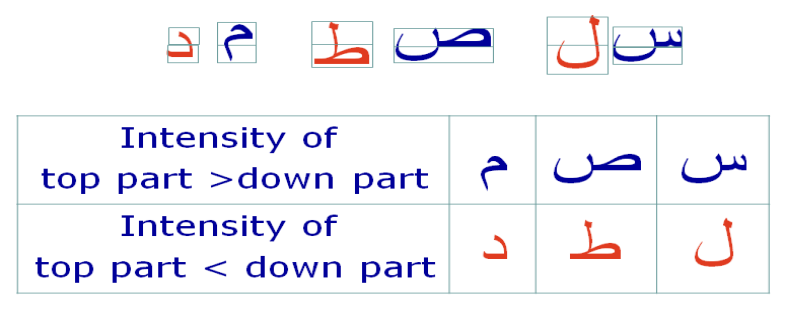 س ل ص ط م د
Intensity of
top part >down part
س ص م
Intensity of
top part < down part
ل ط د